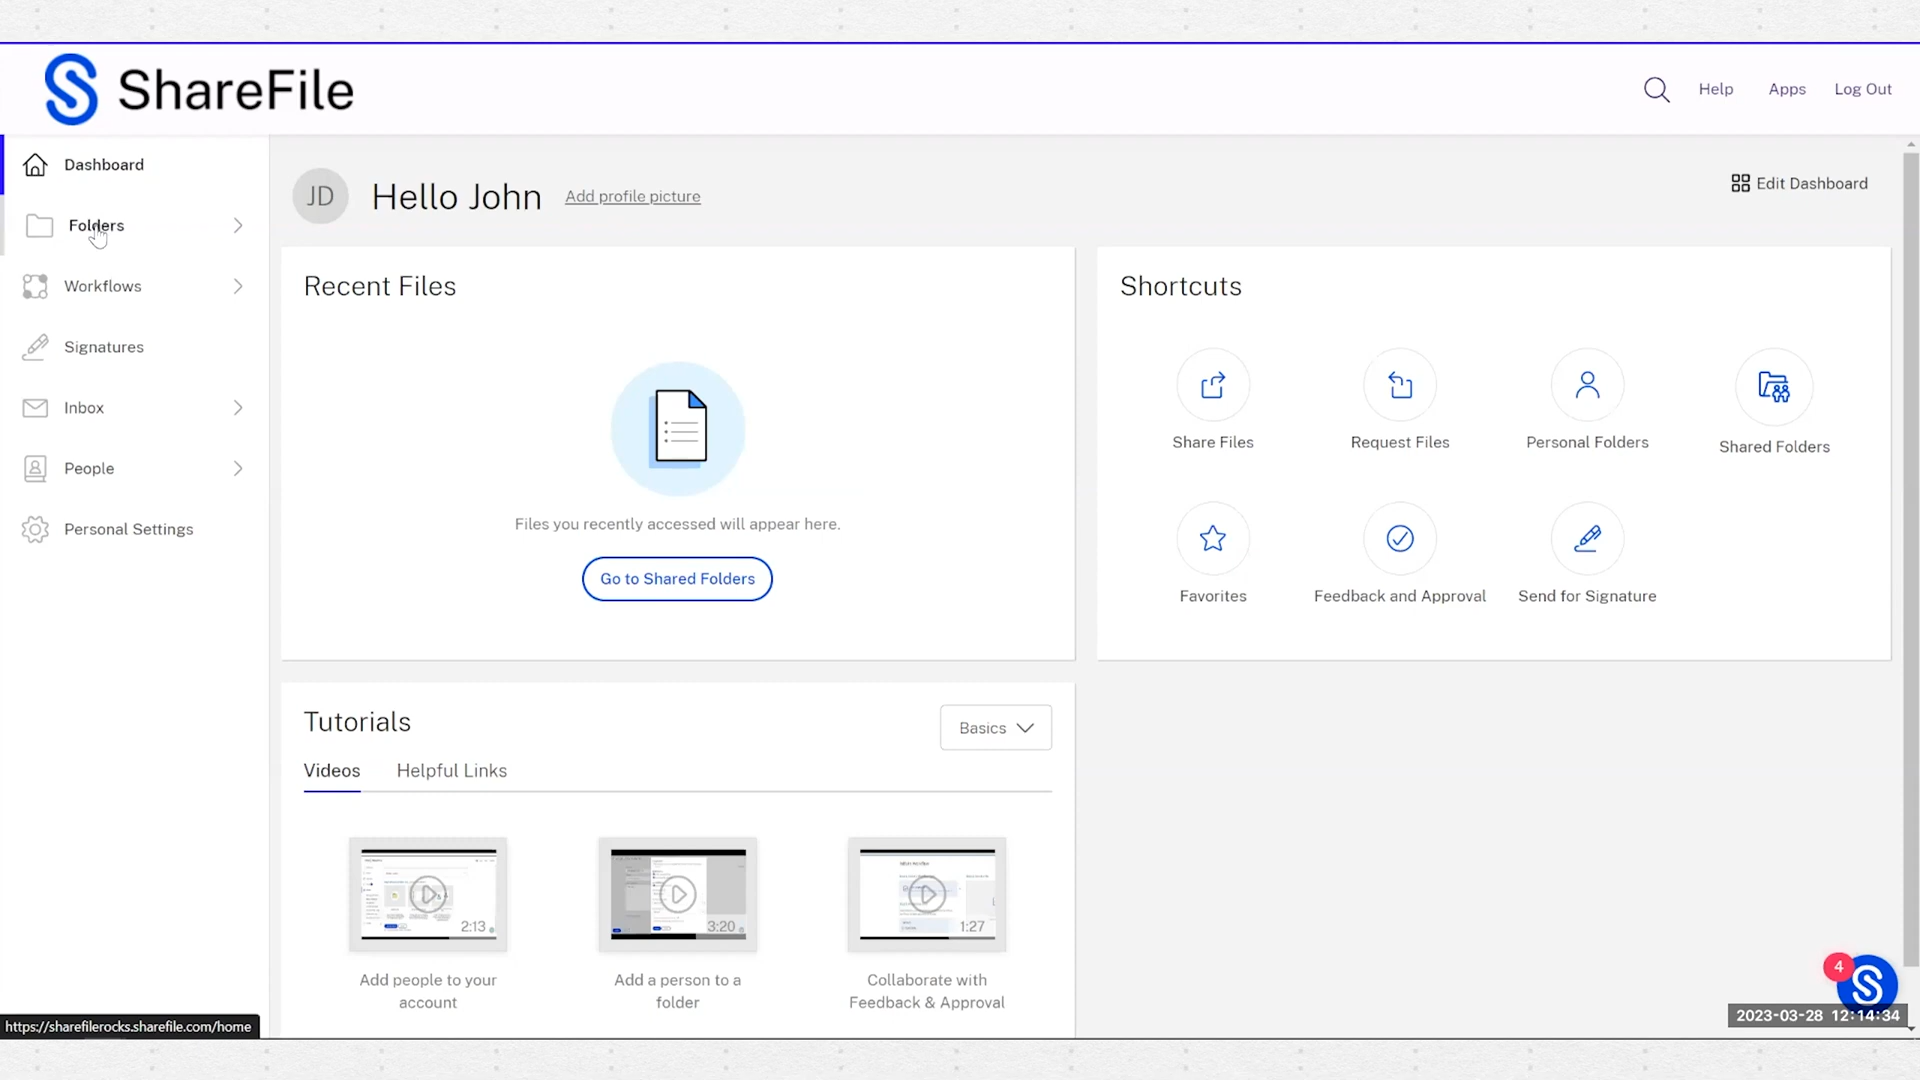 ShareFile
Help
Apps
Log Out
Dashboard
Folders
Workflows
Signatures
Inbox
People
Personal Settings
JD
Hello John
Add profile picture
Edit Dashboard
Recent Files
Files you recently accessed will appear here.
Go to Shared Folders
Shortcuts
Share Files
Request Files
Personal Folders
Shared Folders
Favorites
Feedback and Approval
Send for Signature
Tutorials
Basics
Videos
Helpful Links
2:13
3:20
1:27
Add people to your
account
Add a person to a
folder
Collaborate with
Feedback & Approval
4
2023-03-28 12:14:34
https://sharefilerocks.sharefile.com/home